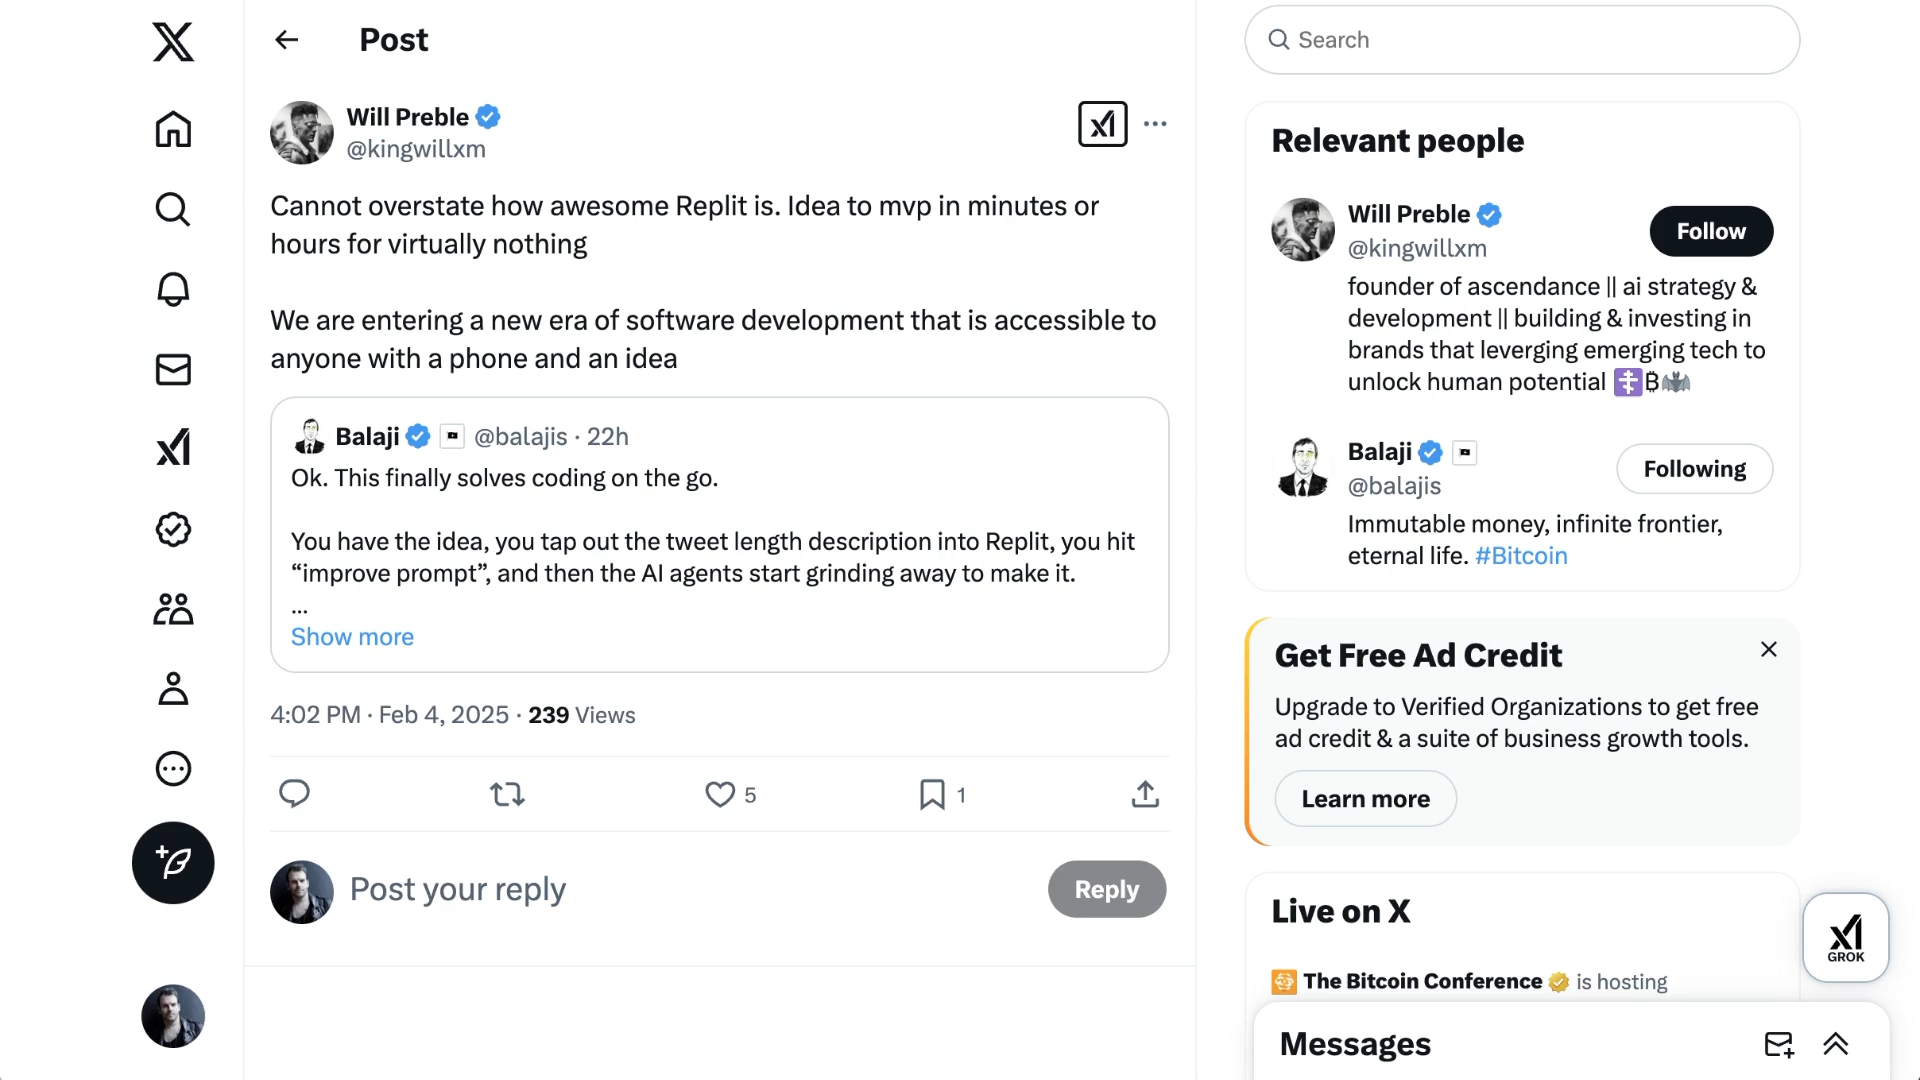 Post
Will Preble
@kingwillxm
Cannot overstate how awesome Replit is. Idea to mvp in minutes or
hours for virtually nothing
We are entering a new era of software development that is accessible to
anyone with a phone and an idea
Balaji @balajis · 22h
Ok. This finally solves coding on the go.
You have the idea, you tap out the tweet length description into Replit, you hit
“improve prompt”, and then the AI agents start grinding away to make it.
...
Show more
4:02 PM · Feb 4, 2025 · 239 Views
5
1
Post your reply
Reply
Search
Relevant people
Will Preble
@kingwillxm
Follow
founder of ascendance || ai strategy &
development || building & investing in
brands that leverging emerging tech to
unlock human potential ☦️₿🦇
Balaji
@balajis
Following
Immutable money, infinite frontier,
eternal life. #Bitcoin
Get Free Ad Credit
Upgrade to Verified Organizations to get free
ad credit & a suite of business growth tools.
Learn more
Live on X
The Bitcoin Conference is hosting
GROK
Messages